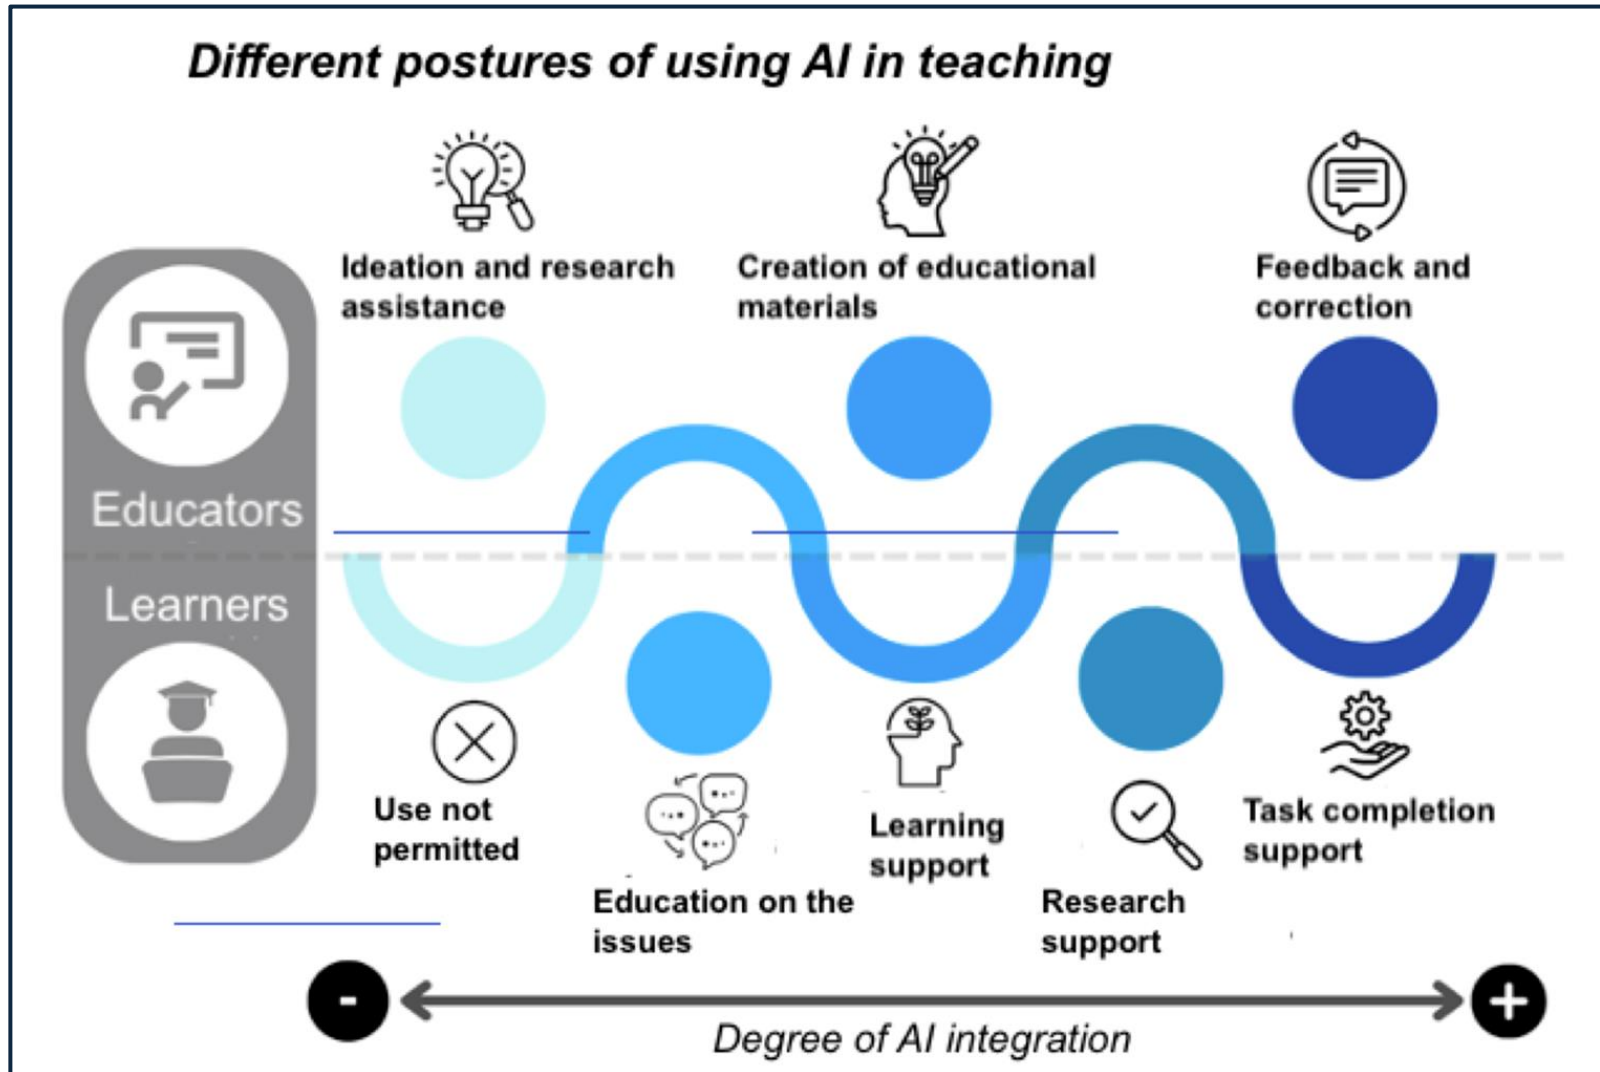 Different postures of using AI in teaching
Ideation and research
assistance
Creation of educational
materials
Feedback and
correction
Educators
Learners
Use not
permitted
Education on the
issues
Learning
support
Research
support
Task completion
support
-
+
Degree of AI integration